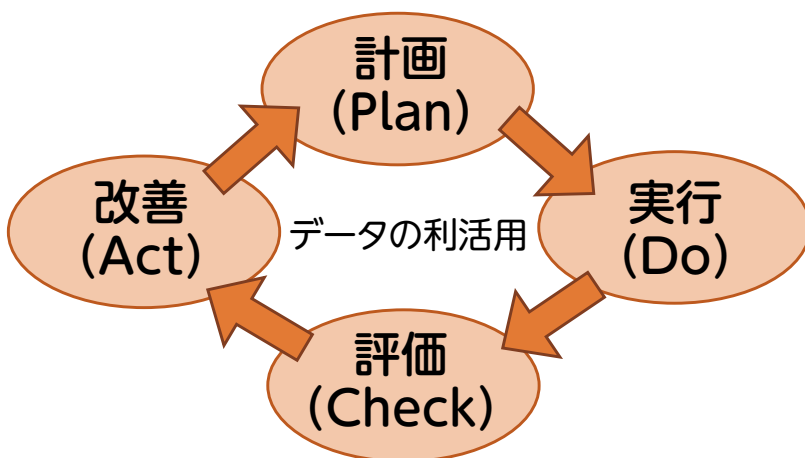 計画
(Plan)
実行
(Do)
評価
(Check)
改善
(Act)
データの利活用